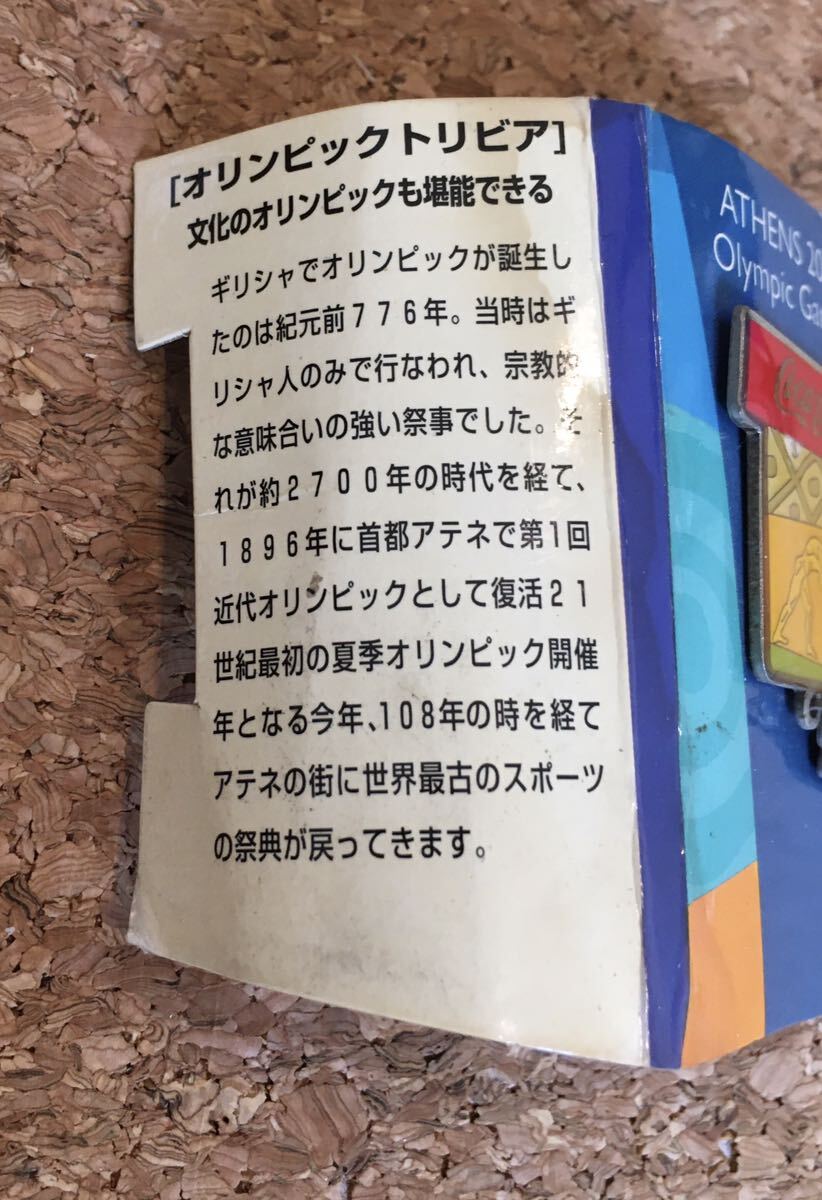 [オリンピックトリビア]
文化のオリンピックも堪能できる
ギリシャでオリンピックが誕生し
たのは紀元前776年。当時はギ
リシャ人のみで行なわれ、宗教的
な意味合いの強い祭事でした。そ
れが約2700年の時代を経て、
1896年に首都アテネで第1回
近代オリンピックとして復活21
世紀最初の夏季オリンピック開催
年となる今年、108年の時を経て
アテネの街に世界最古のスポーツ
の祭典が戻ってきます。
ATHENS 20
Olympic Ga